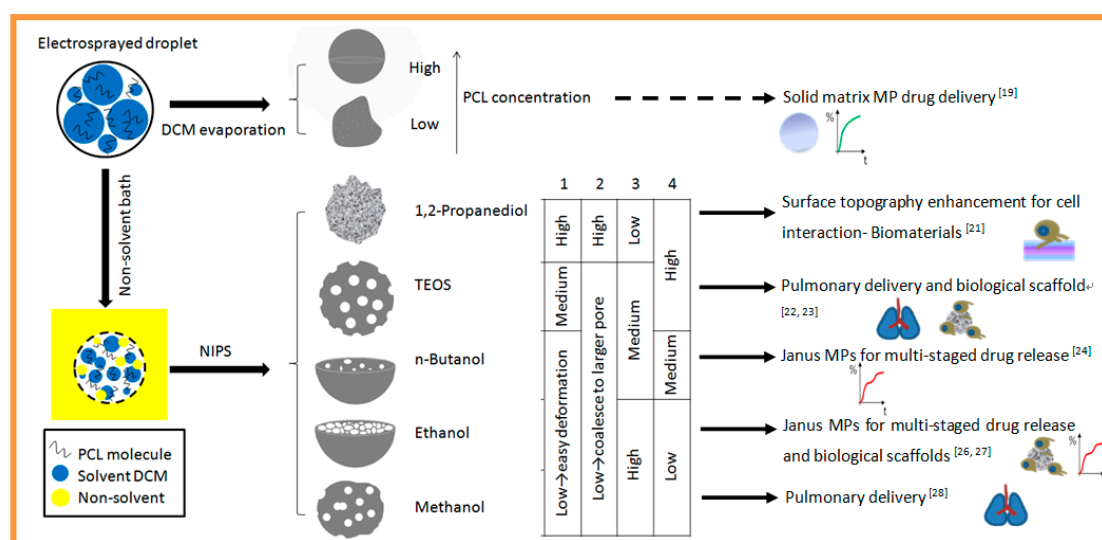 Electrosprayed droplet
DCM evaporation
High
Low
PCL concentration
Solid matrix MP drug delivery [19]
%
t
Non-solvent bath
NIPS
PCL molecule
Solvent DCM
Non-solvent
1,2-Propanediol
TEOS
n-Butanol
Ethanol
Methanol
1 2 3 4
High
Medium
Low→easy deformation
High
Low→coalesce to larger pore
Low
Medium
High
High
Medium
Low
Surface topography enhancement for cell
interaction- Biomaterials [21]
Pulmonary delivery and biological scaffold
[22, 23]
Janus MPs for multi-staged drug release [24]
%
t
Janus MPs for multi-staged drug release
and biological scaffolds [26, 27]
%
t
Pulmonary delivery [28]